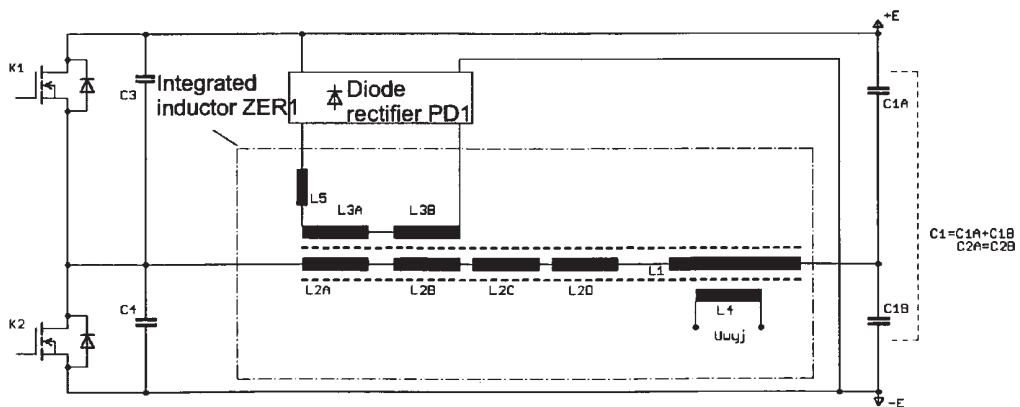 +E
K1
C3
Integrated
inductor ZER1
Diode
rectifier PD1
C1A
L5
L3A
L3B
C1=C1A+C1B
C2A=C2B
L1
L2A
L2B
L2C
L2D
L4
Uwyj
K2
C4
C1B
-E